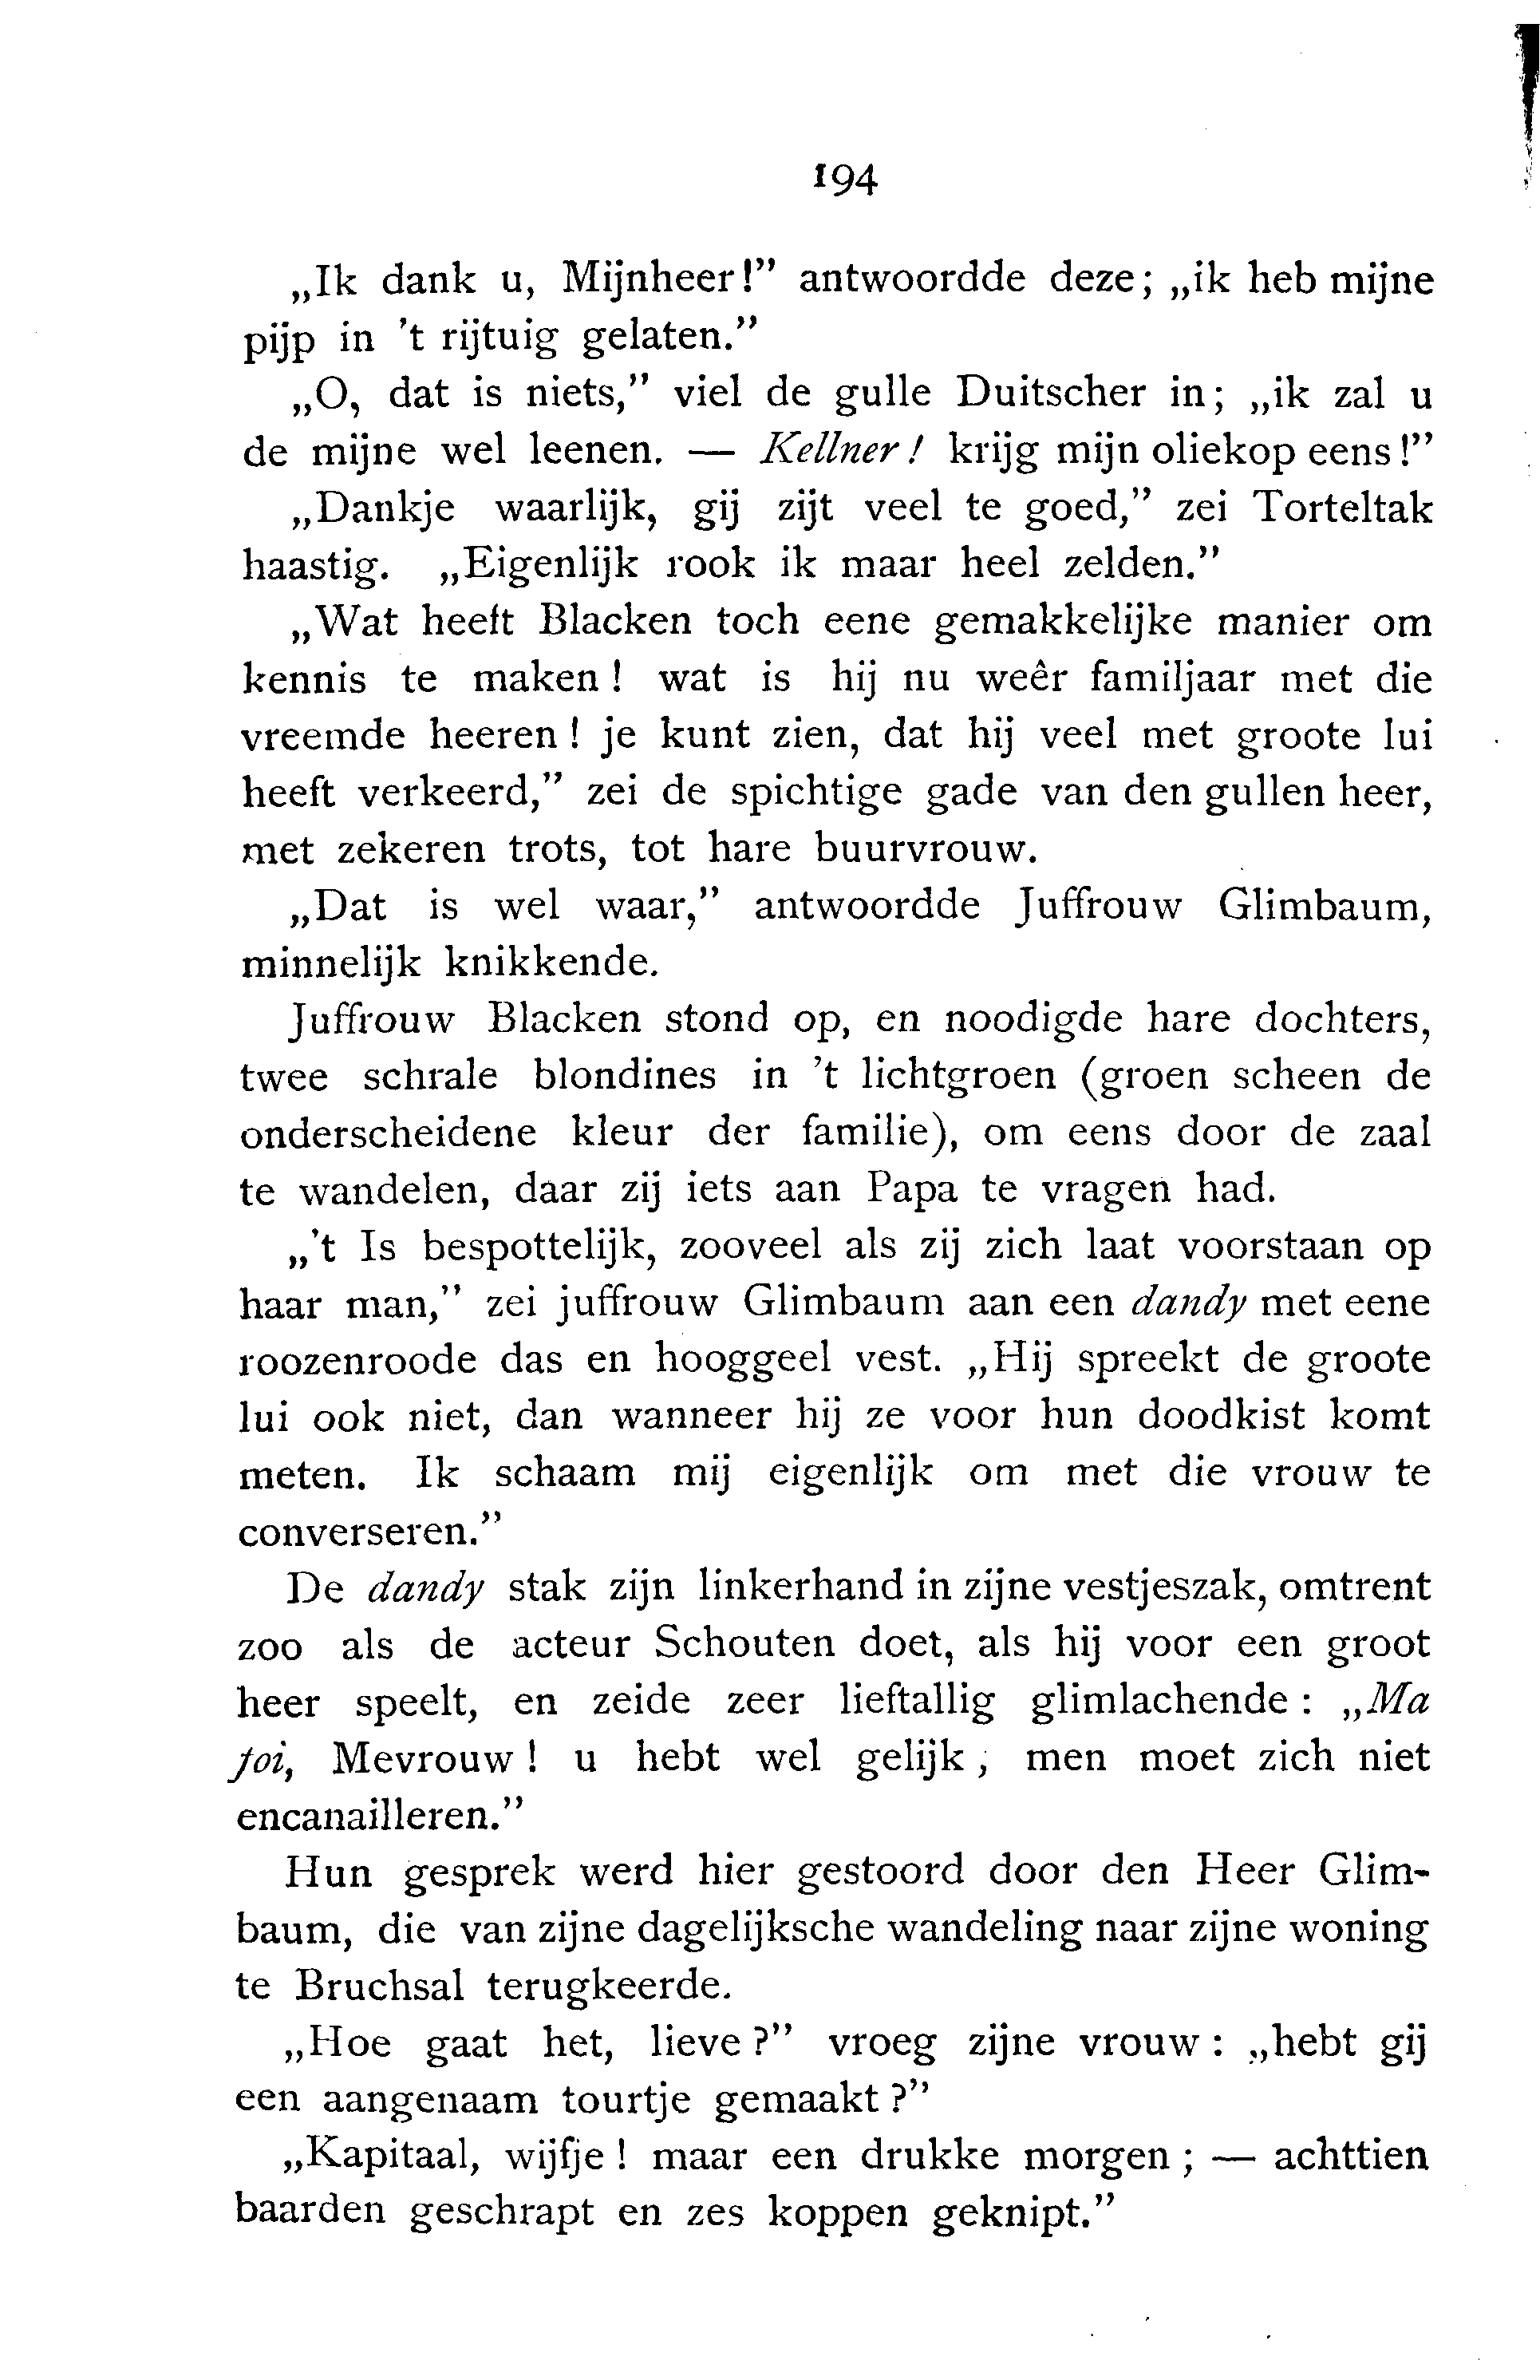 194
„Ik dank u, Mijnheer!” antwoordde deze; „ik heb mijne
pijp in 't rijtuig gelaten.”
„O, dat is niets,” viel de gulle Duitscher in; „ik zal u
de mijne wel leenen. — Kellner! krijg mijn oliekop eens!”
„Dankje waarlijk, gij zijt veel te goed,” zei Torteltak
haastig. „Eigenlijk rook ik maar heel zelden.”
„Wat heeft Blacken toch eene gemakkelijke manier om
kennis te maken! wat is hij nu weêr familjaar met die
vreemde heeren! je kunt zien, dat hij veel met groote lui
heeft verkeerd,” zei de spichtige gade van den gullen heer,
met zekeren trots, tot hare buurvrouw.
„Dat is wel waar,” antwoordde Juffrouw Glimbaum,
minnelijk knikkende.
Juffrouw Blacken stond op, en noodigde hare dochters,
twee schrale blondines in 't lichtgroen (groen scheen de
onderscheidene kleur der familie), om eens door de zaal
te wandelen, daar zij iets aan Papa te vragen had.
„'t Is bespottelijk, zooveel als zij zich laat voorstaan op
haar man,” zei juffrouw Glimbaum aan een dandy met eene
roozenroode das en hooggeel vest. „Hij spreekt de groote
lui ook niet, dan wanneer hij ze voor hun doodkist komt
meten. Ik schaam mij eigenlijk om met die vrouw te
converseren.”
De dandy stak zijn linkerhand in zijne vestjeszak, omtrent
zoo als de acteur Schouten doet, als hij voor een groot
heer speelt, en zeide zeer lieftallig glimlachende: „Ma
foi, Mevrouw! u hebt wel gelijk; men moet zich niet
encanailleren.”
Hun gesprek werd hier gestoord door den Heer Glim-
baum, die van zijne dagelijksche wandeling naar zijne woning
te Bruchsal terugkeerde.
„Hoe gaat het, lieve?” vroeg zijne vrouw: „hebt gij
een aangenaam tourtje gemaakt?”
„Kapitaal, wijfje! maar een drukke morgen; — achttien
baarden geschrapt en zes koppen geknipt.”